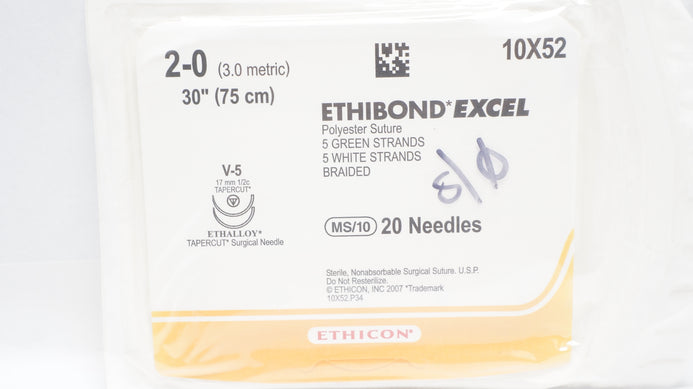 2-0 (3.0 metric)
30" (75 cm)
10X52
ETHIBOND* EXCEL
Polyester Suture
5 GREEN STRANDS
5 WHITE STRANDS
BRAIDED
V-5
17 mm 1/2c
TAPERCUT*
ETHALLOY*
TAPERCUT* Surgical Needle
MS/10 20 Needles
Sterile, Nonabsorbable Surgical Suture. U.S.P.
Do Not Resterilize.
© ETHICON, INC 2007 *Trademark
10X52.P34
ETHICON*